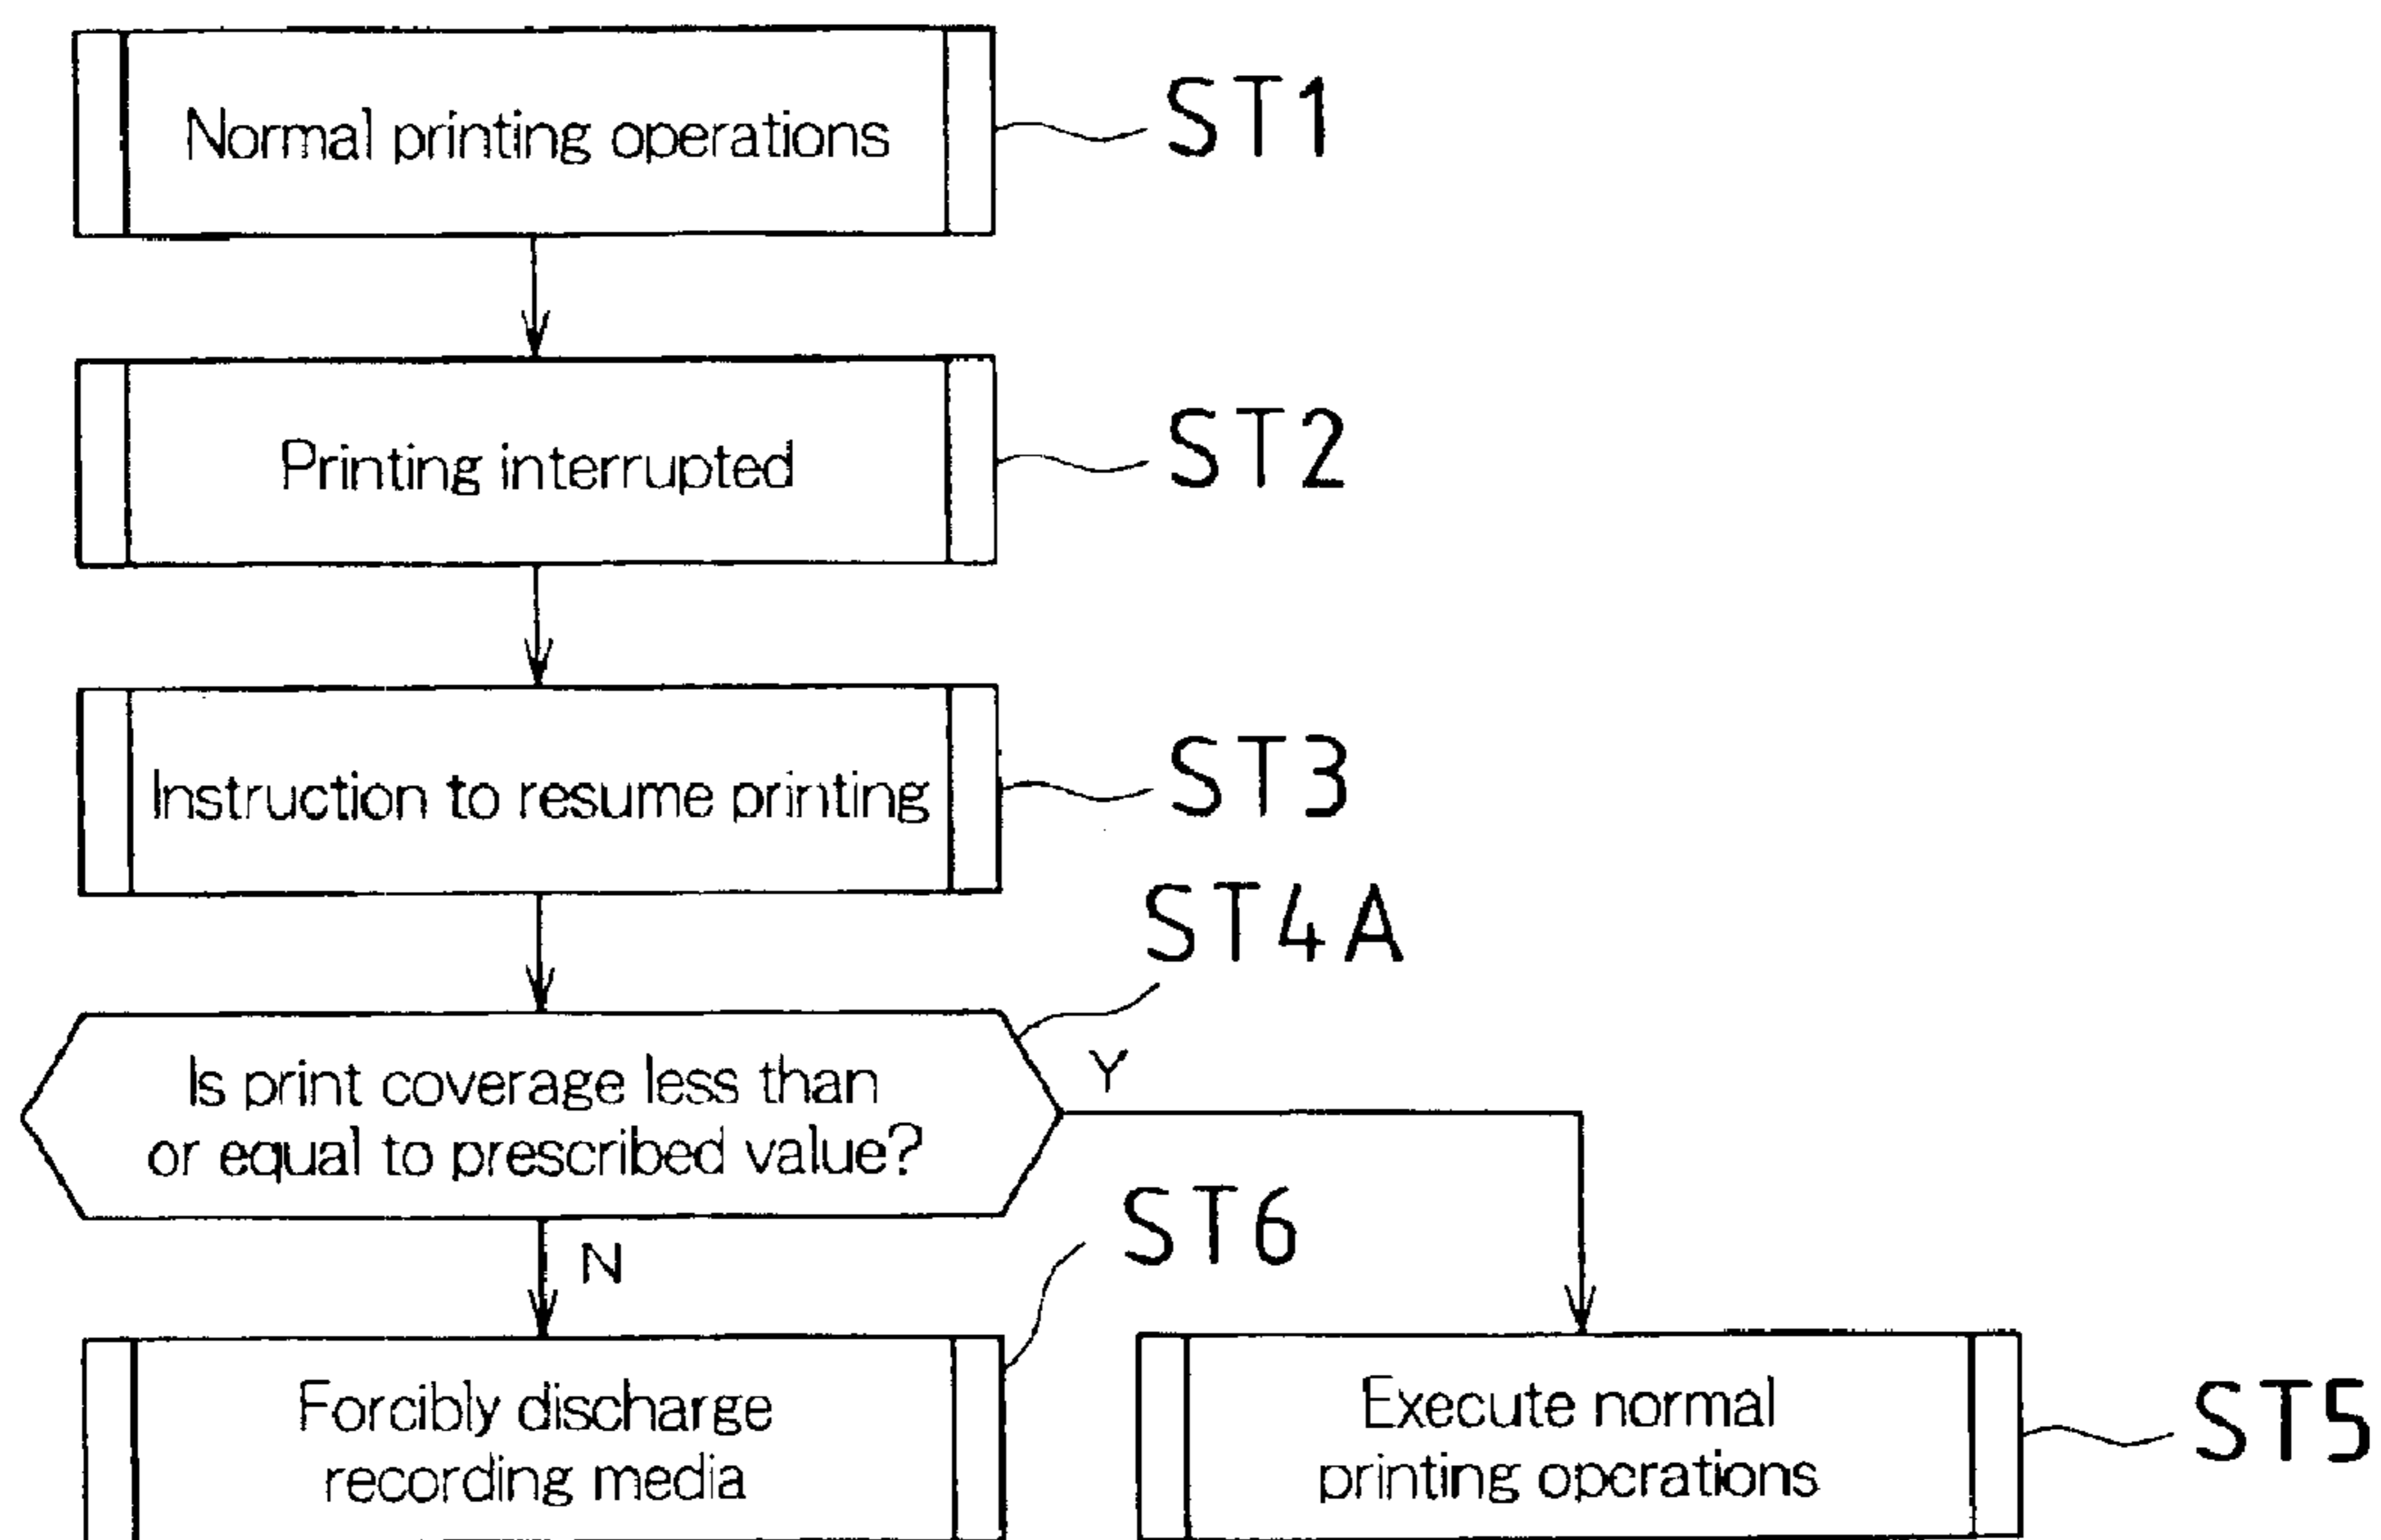 Normal printing operations
ST1
Printing interrupted
ST2
Instruction to resume printing
ST3
ST4A
Is print coverage less than
or equal to prescribed value?
Y
N
ST6
Forcibly discharge
recording media
Execute normal
printing operations
ST5